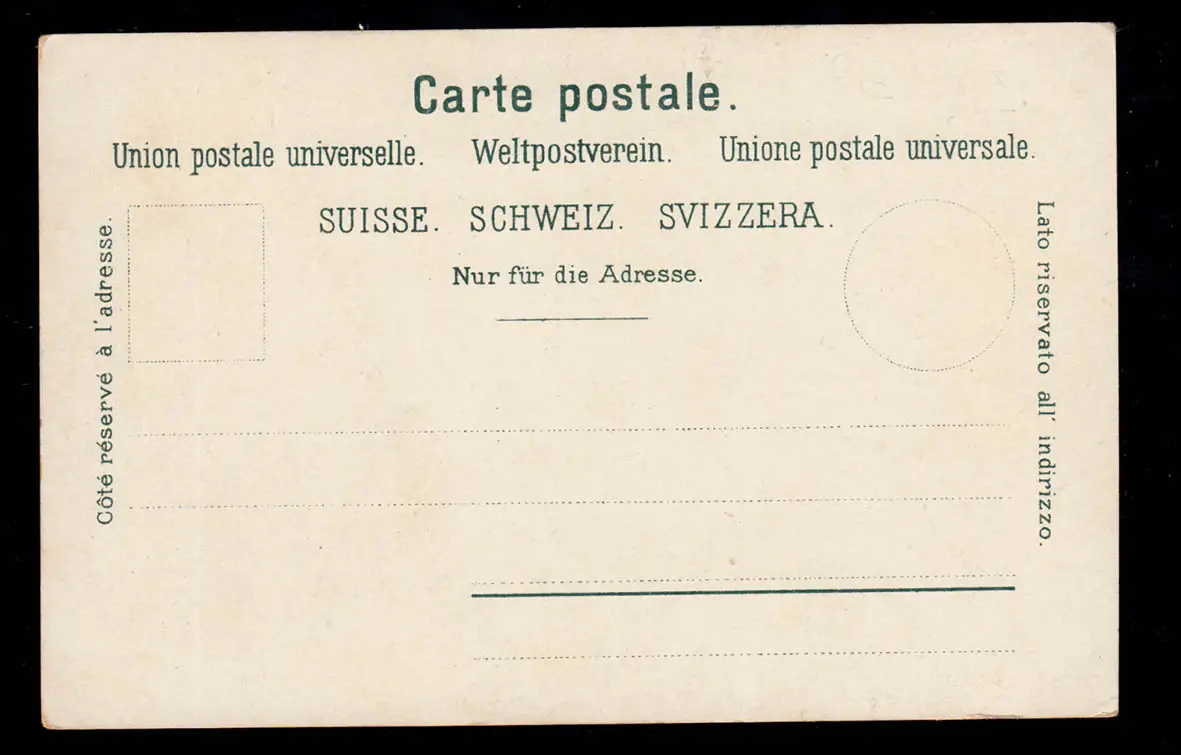 Carte postale.
Union postale universelle. Weltpostverein. Unione postale universale.
SUISSE. SCHWEIZ. SVIZZERA.
Nur für die Adresse.
Côté réservé à l'adresse.
Lato riservato all' indirizzo.